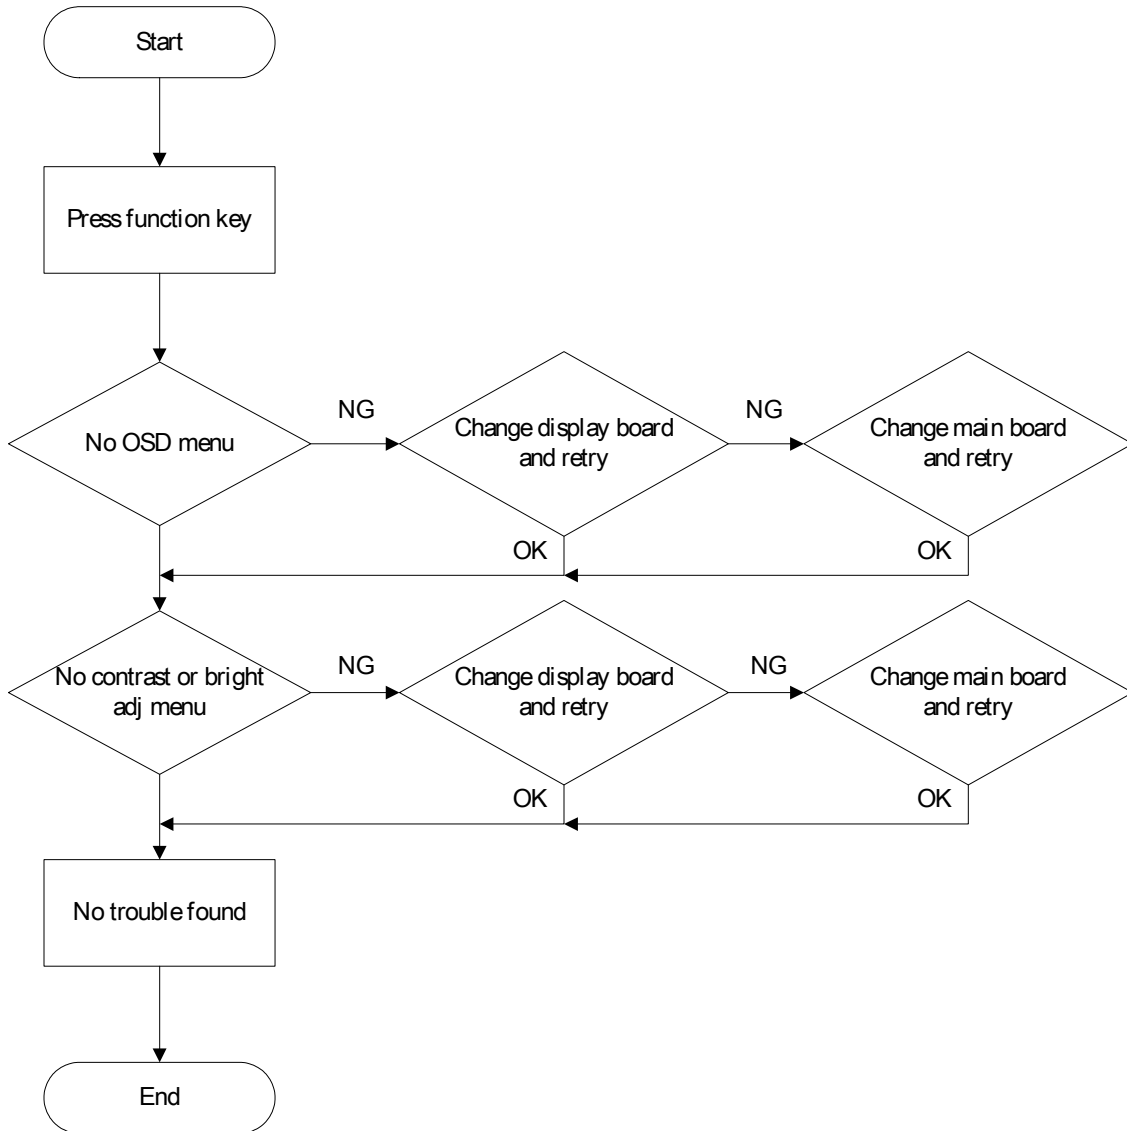 Start
Press function key
No OSD menu
NG
Change display board
and retry
NG
Change main board
and retry
OK
OK
No contrast or bright
adj menu
NG
Change display board
and retry
NG
Change main board
and retry
OK
OK
No trouble found
End